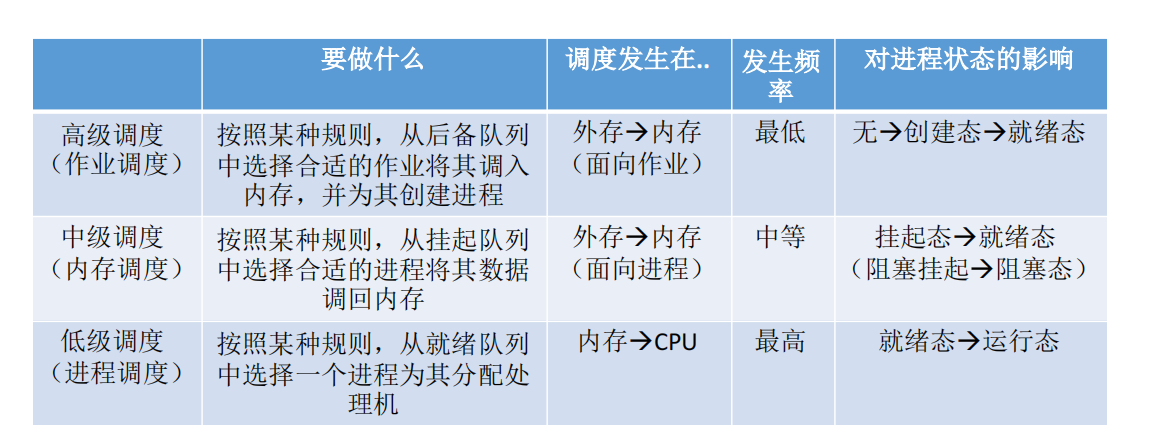 要做什么
调度发生在..
发生频
率
对进程状态的影响
高级调度
（作业调度）
按照某种规则，从后备队列
中选择合适的作业将其调入
内存，并为其创建进程
外存→内存
（面向作业）
最低
无→创建态→就绪态
中级调度
（内存调度）
按照某种规则，从挂起队列
中选择合适的进程将其数据
调回内存
外存→内存
（面向进程）
中等
挂起态→就绪态
（阻塞挂起→阻塞态）
低级调度
（进程调度）
按照某种规则，从就绪队列
中选择一个进程为其分配处
理机
内存→CPU
最高
就绪态→运行态